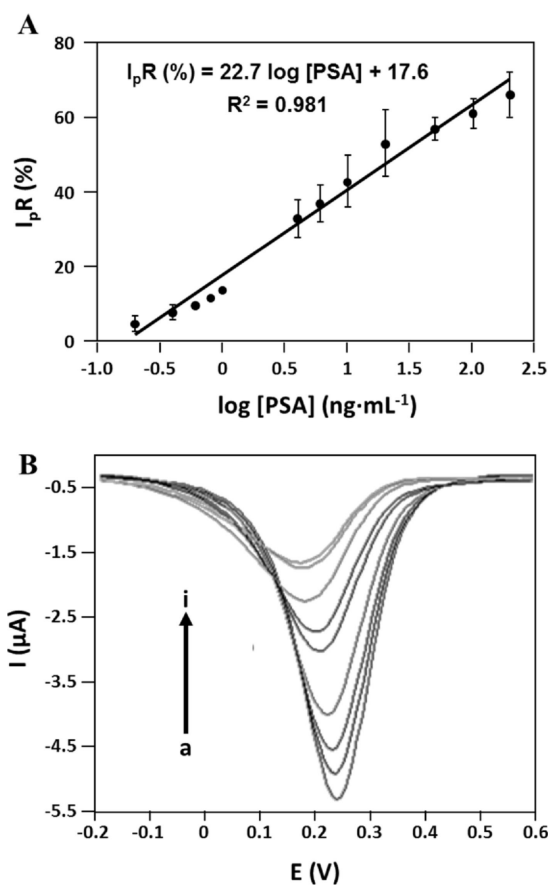 A
80
60
40
20
0
IₚR (%)
IₚR (%) = 22.7 log [PSA] + 17.6
R² = 0.981
-1.0 -0.5 0.0 0.5 1.0 1.5 2.0 2.5
log [PSA] (ng·mL⁻¹)
B
-0.5
-1.5
-2.5
-3.5
-4.5
-5.5
I (µA)
i
a
-0.2 -0.1 0 0.1 0.2 0.3 0.4 0.5 0.6
E (V)